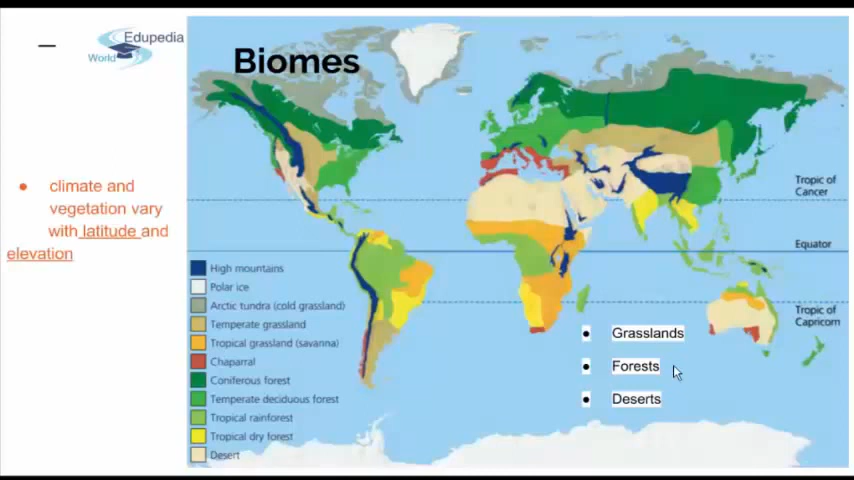 Edupedia
World
Biomes
● climate and
vegetation vary
with latitude and
elevation
Tropic of
Cancer
Equator
Tropic of
Capricorn
High mountains
Polar ice
Arctic tundra (cold grassland)
Temperate grassland
Tropical grassland (savanna)
Chaparral
Coniferous forest
Temperate deciduous forest
Tropical rainforest
Tropical dry forest
Desert
● Grasslands
● Forests
● Deserts